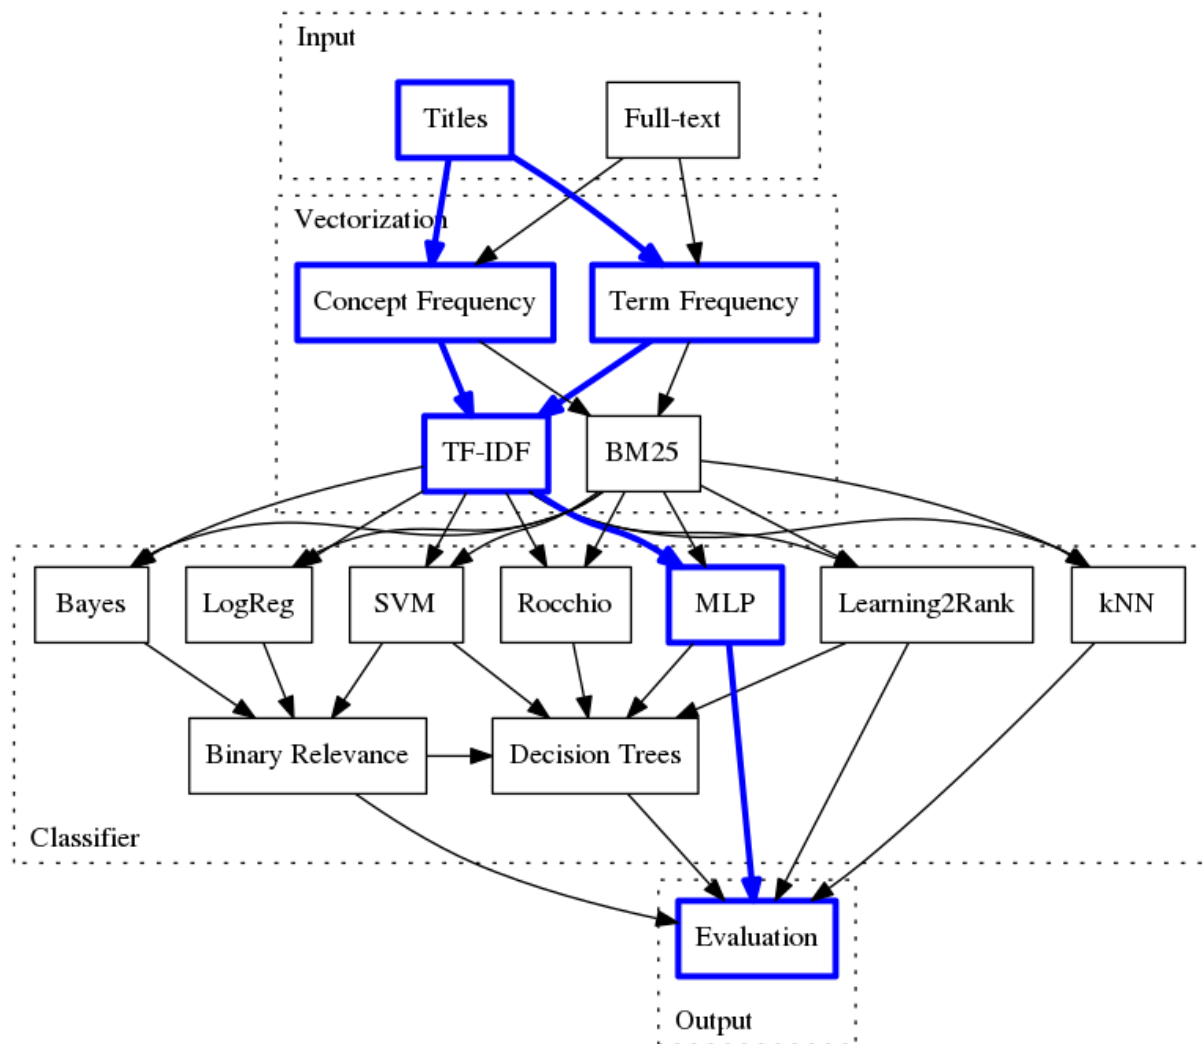 Input
Titles
Full-text
Vectorization
Concept Frequency
Term Frequency
TF-IDF
BM25
Bayes
LogReg
SVM
Rocchio
MLP
Learning2Rank
kNN
Binary Relevance
Decision Trees
Classifier
Evaluation
Output